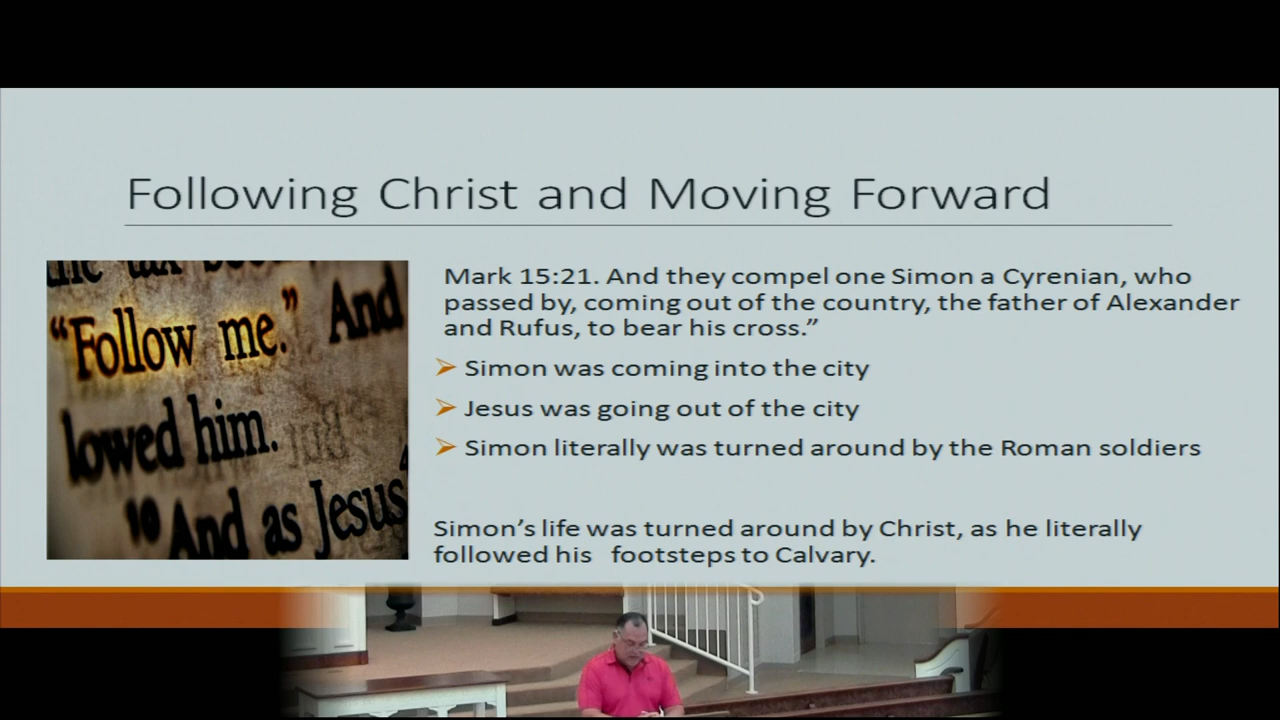 Following Christ and Moving Forward
the tax
“Follow me.” And
lowed him.
10 And as Jesus
Mark 15:21. And they compel one Simon a Cyrenian, who
passed by, coming out of the country, the father of Alexander
and Rufus, to bear his cross.”
Simon was coming into the city
Jesus was going out of the city
Simon literally was turned around by the Roman soldiers
Simon’s life was turned around by Christ, as he literally
followed his footsteps to Calvary.